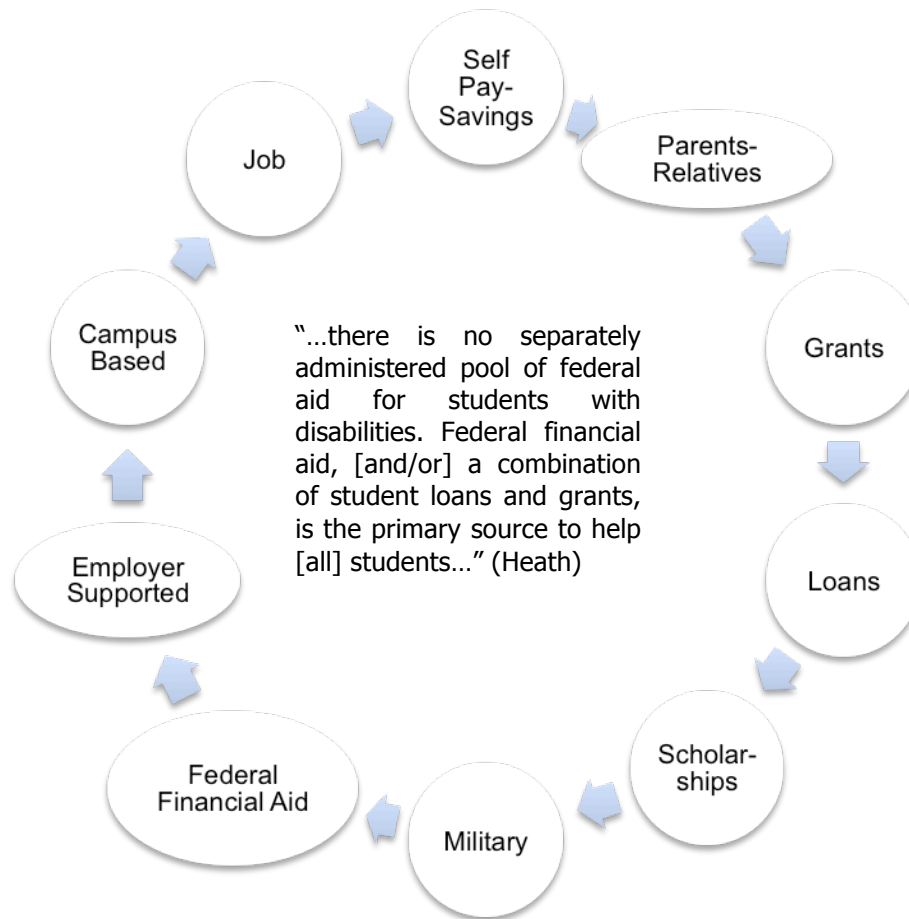 Self
Pay-
Savings
Parents-
Relatives
Grants
Loans
Scholar-
ships
Military
Federal
Financial Aid
Employer
Supported
Campus
Based
Job
“…there is no separately
administered pool of federal
aid for students with
disabilities. Federal financial
aid, [and/or] a combination
of student loans and grants,
is the primary source to help
[all] students…” (Heath)